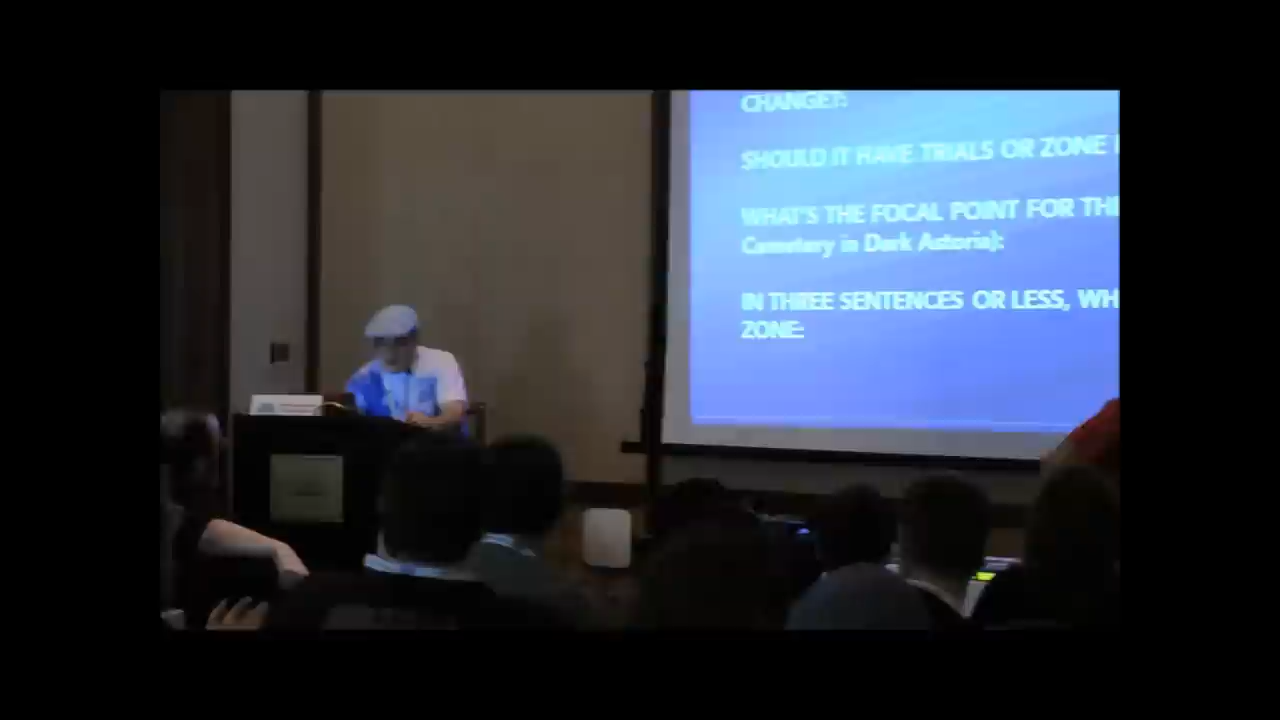 CHANGE?:
SHOULD IT HAVE TRIALS OR ZONE
WHAT'S THE FOCAL POINT FOR THI
Cemetery in Dark Astoria):
IN THREE SENTENCES OR LESS, WH
ZONE: